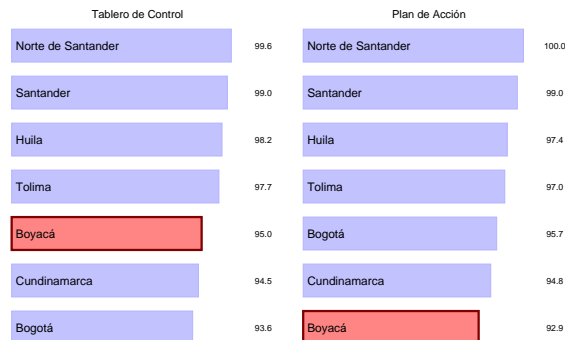 Tablero de Control
Norte de Santander 99.6
Santander 99.0
Huila 98.2
Tolima 97.7
Boyacá 95.0
Cundinamarca 94.5
Bogotá 93.6
Plan de Acción
Norte de Santander 100.0
Santander 99.0
Huila 97.4
Tolima 97.0
Bogotá 95.7
Cundinamarca 94.8
Boyacá 92.9